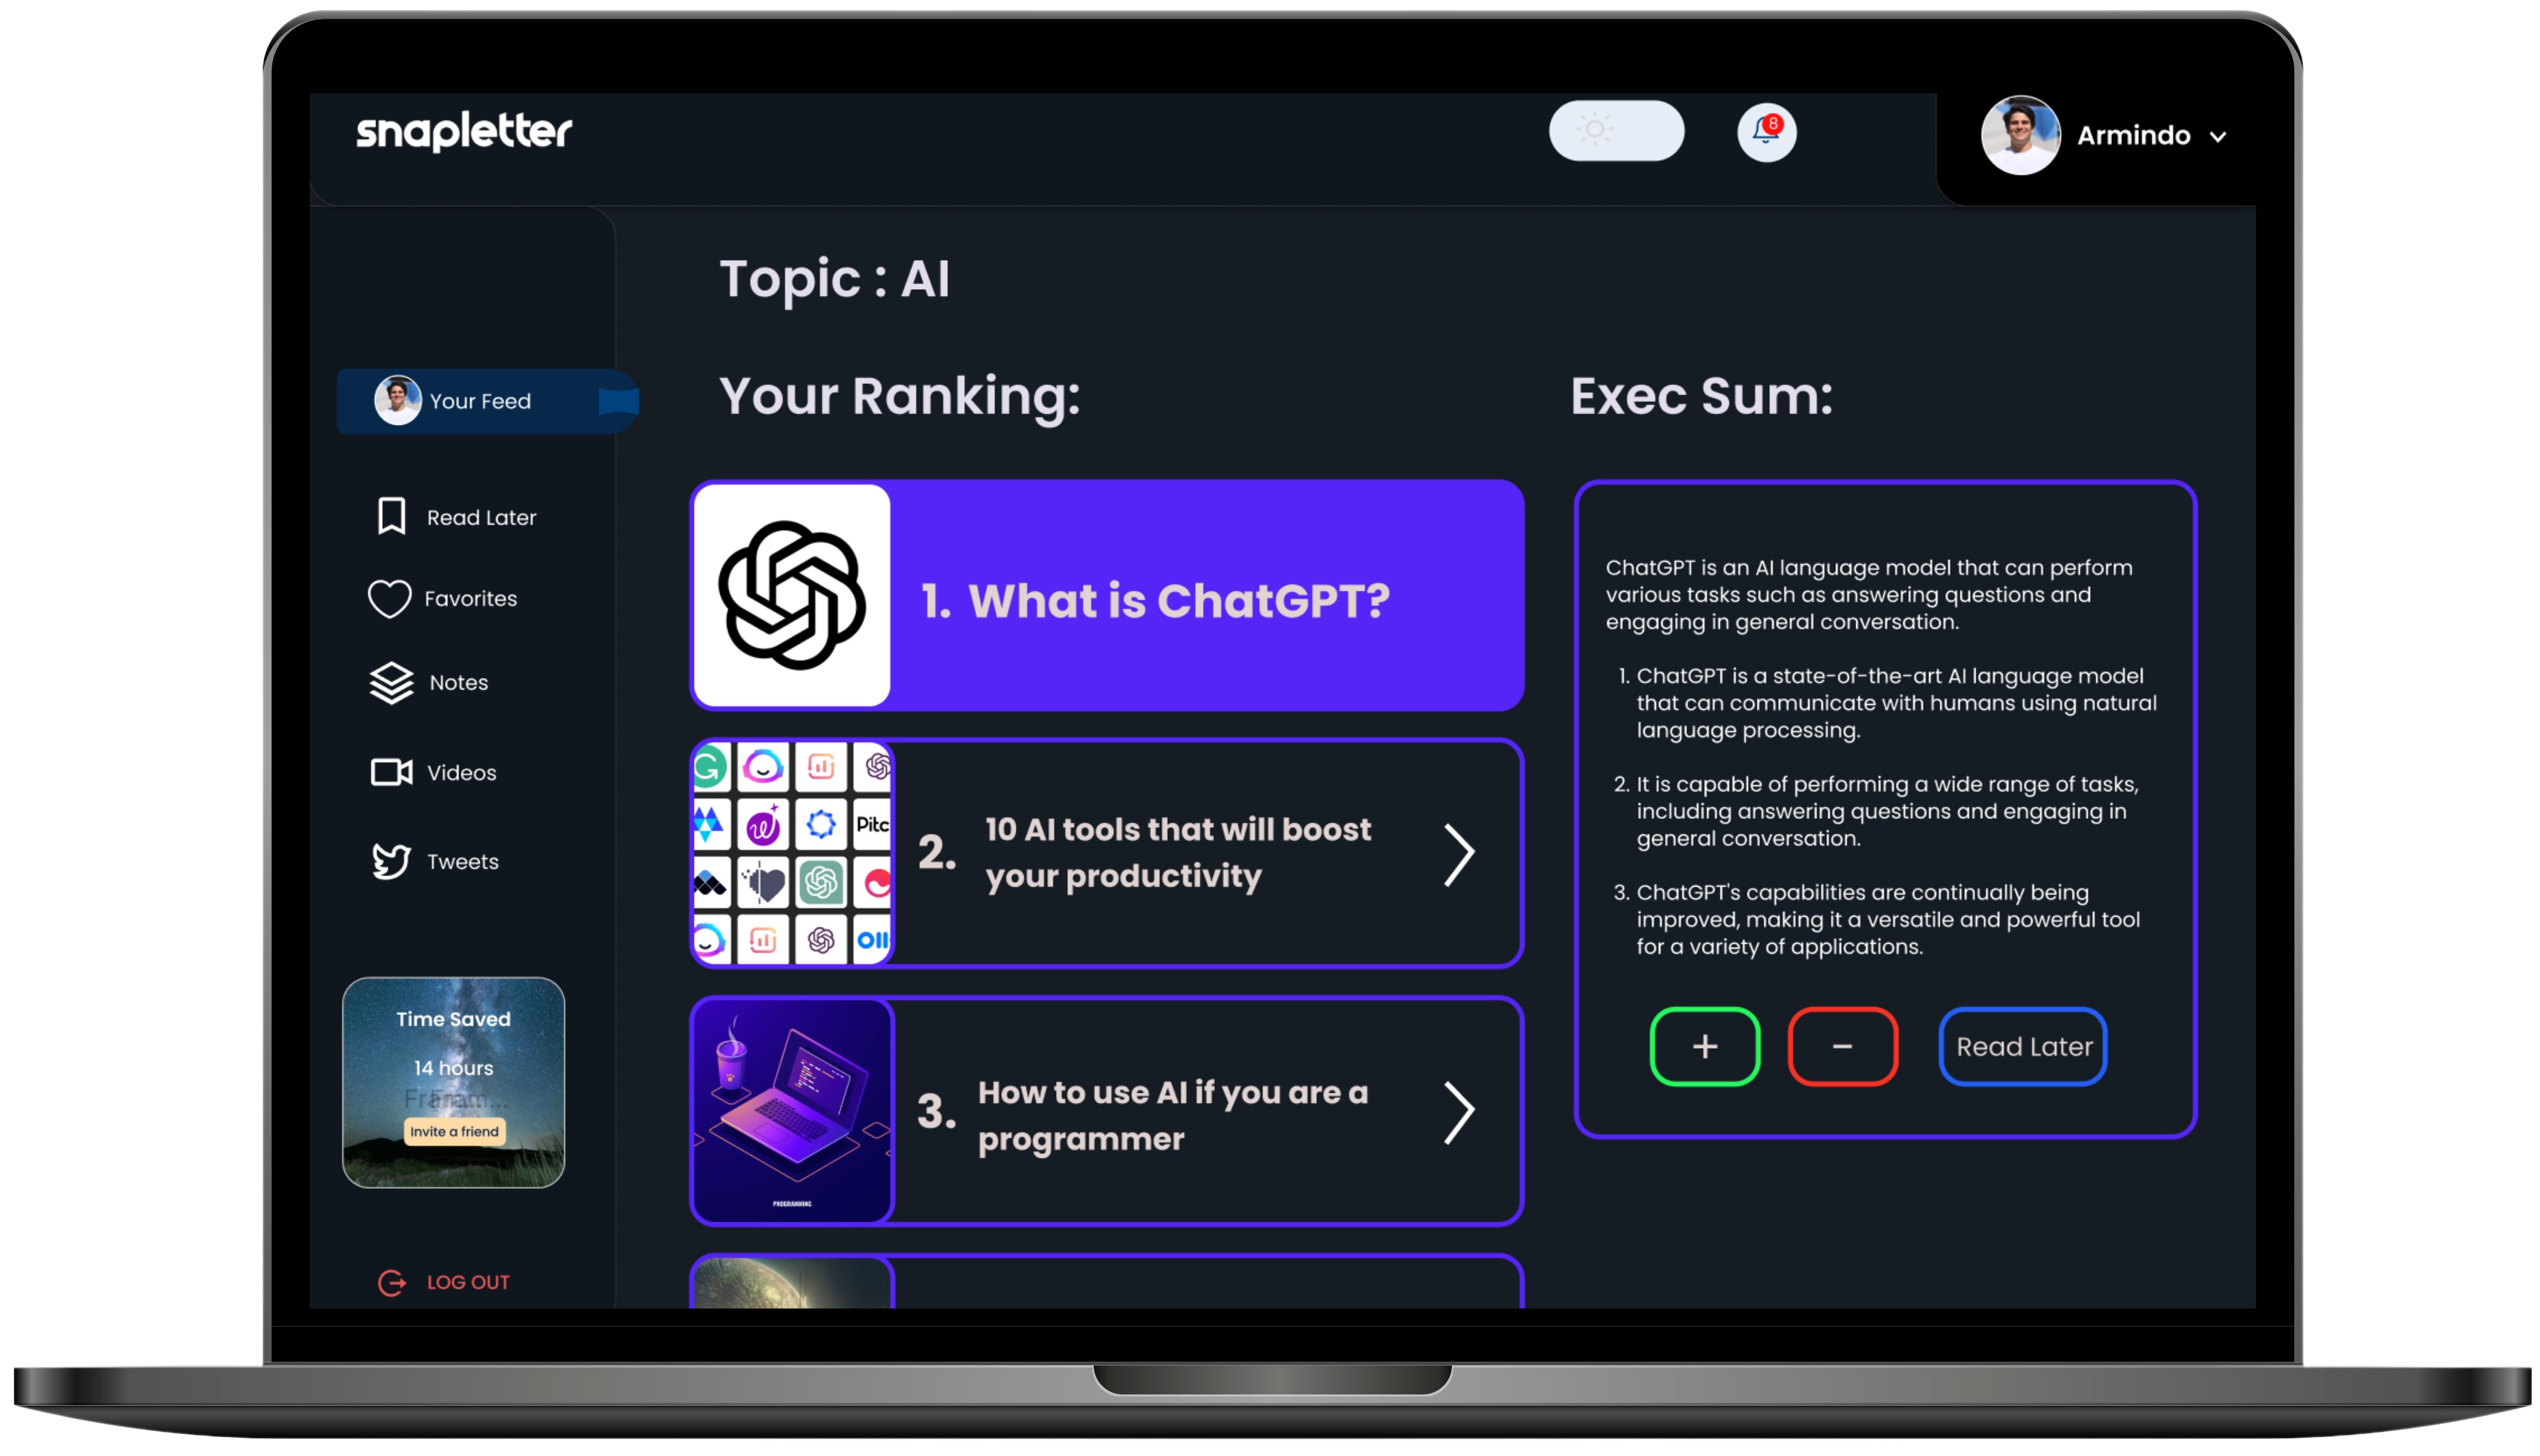 snapletter
8
Armindo
Topic : AI
Your Feed
Your Ranking:
Exec Sum:
Read Later
Favorites
Notes
Videos
Tweets
1. What is ChatGPT?
Pitc
2. 10 AI tools that will boost
your productivity
3. How to use AI if you are a
programmer
PROGRAMMING
ChatGPT is an AI language model that can perform
various tasks such as answering questions and
engaging in general conversation.
1. ChatGPT is a state-of-the-art AI language model
that can communicate with humans using natural
language processing.
2. It is capable of performing a wide range of tasks,
including answering questions and engaging in
general conversation.
3. ChatGPT's capabilities are continually being
improved, making it a versatile and powerful tool
for a variety of applications.
+
-
Read Later
Time Saved
14 hours
Invite a friend
LOG OUT